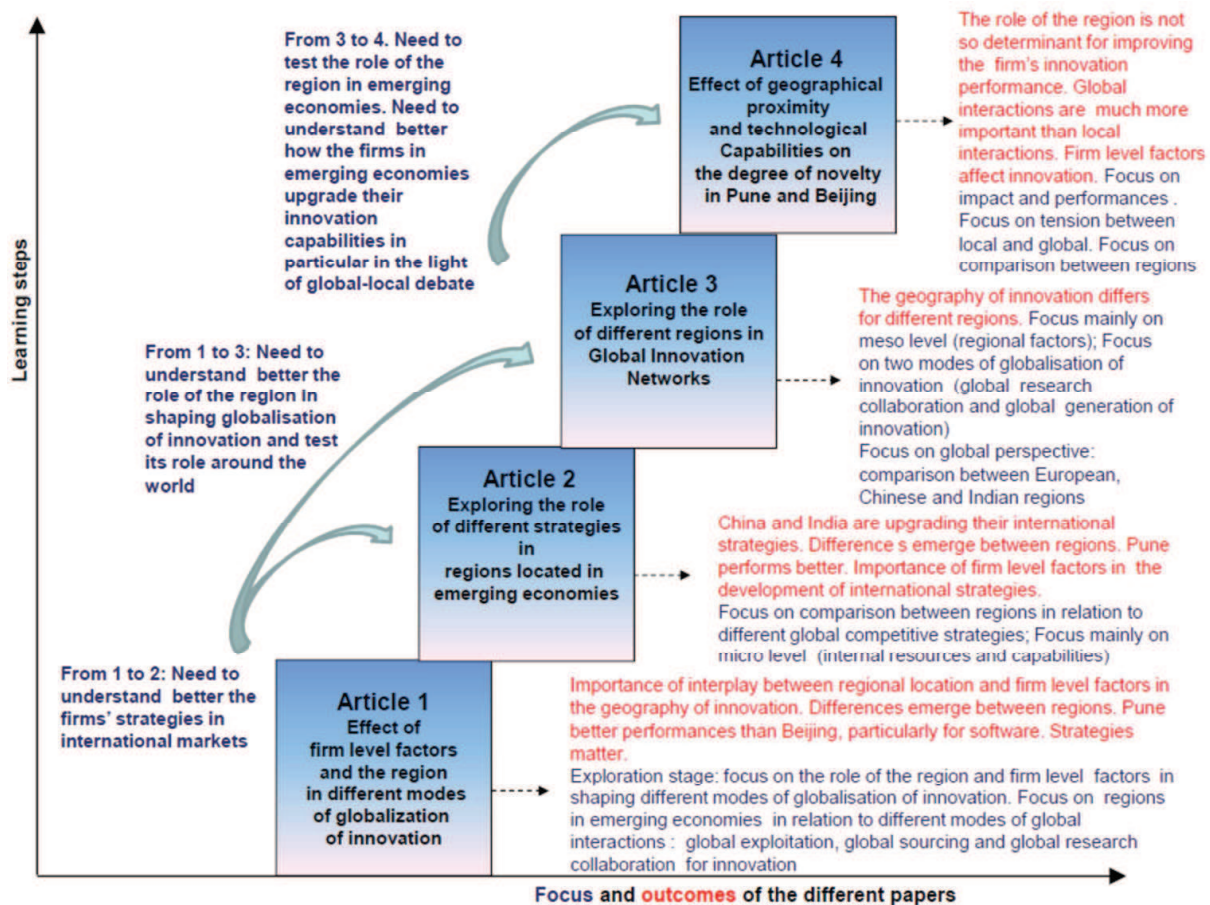 Learning steps
From 3 to 4. Need to
test the role of the
region in emerging
economies. Need to
understand better
how the firms in
emerging economies
upgrade their
innovation
capabilities in
particular in the light
of global-local debate
Article 4
Effect of geographical
proximity
and technological
Capabilities on
the degree of novelty
in Pune and Beijing
The role of the region is not
so determinant for improving
the firm's innovation
performance. Global
interactions are much more
important than local
interactions. Firm level factors
affect innovation. Focus on
impact and performances .
Focus on tension between
local and global. Focus on
comparison between regions
From 1 to 3: Need to
understand better the
role of the region in
shaping globalisation
of innovation and test
its role around the
world
Article 3
Exploring the role
of different regions in
Global Innovation
Networks
The geography of innovation differs
for different regions. Focus mainly on
meso level (regional factors); Focus
on two modes of globalisation of
innovation (global research
collaboration and global generation of
innovation)
Focus on global perspective:
comparison between European,
Chinese and Indian regions
Article 2
Exploring the role
of different strategies
in
regions located in
emerging economies
China and India are upgrading their international
strategies. Difference s emerge between regions. Pune
performs better. Importance of firm level factors in the
development of international strategies.
Focus on comparison between regions in relation to
different global competitive strategies; Focus mainly on
micro level (internal resources and capabilities)
From 1 to 2: Need to
understand better the
firms' strategies in
international markets
Article 1
Effect of
firm level factors
and the region
in different modes
of globalization
of innovation
Importance of interplay between regional location and firm level factors in
the geography of innovation. Differences emerge between regions. Pune
better performances than Beijing, particularly for software. Strategies
matter.
Exploration stage: focus on the role of the region and firm level factors in
shaping different modes of globalisation of innovation. Focus on regions
in emerging economies in relation to different modes of global
interactions : global exploitation, global sourcing and global research
collaboration for innovation
Focus and outcomes of the different papers